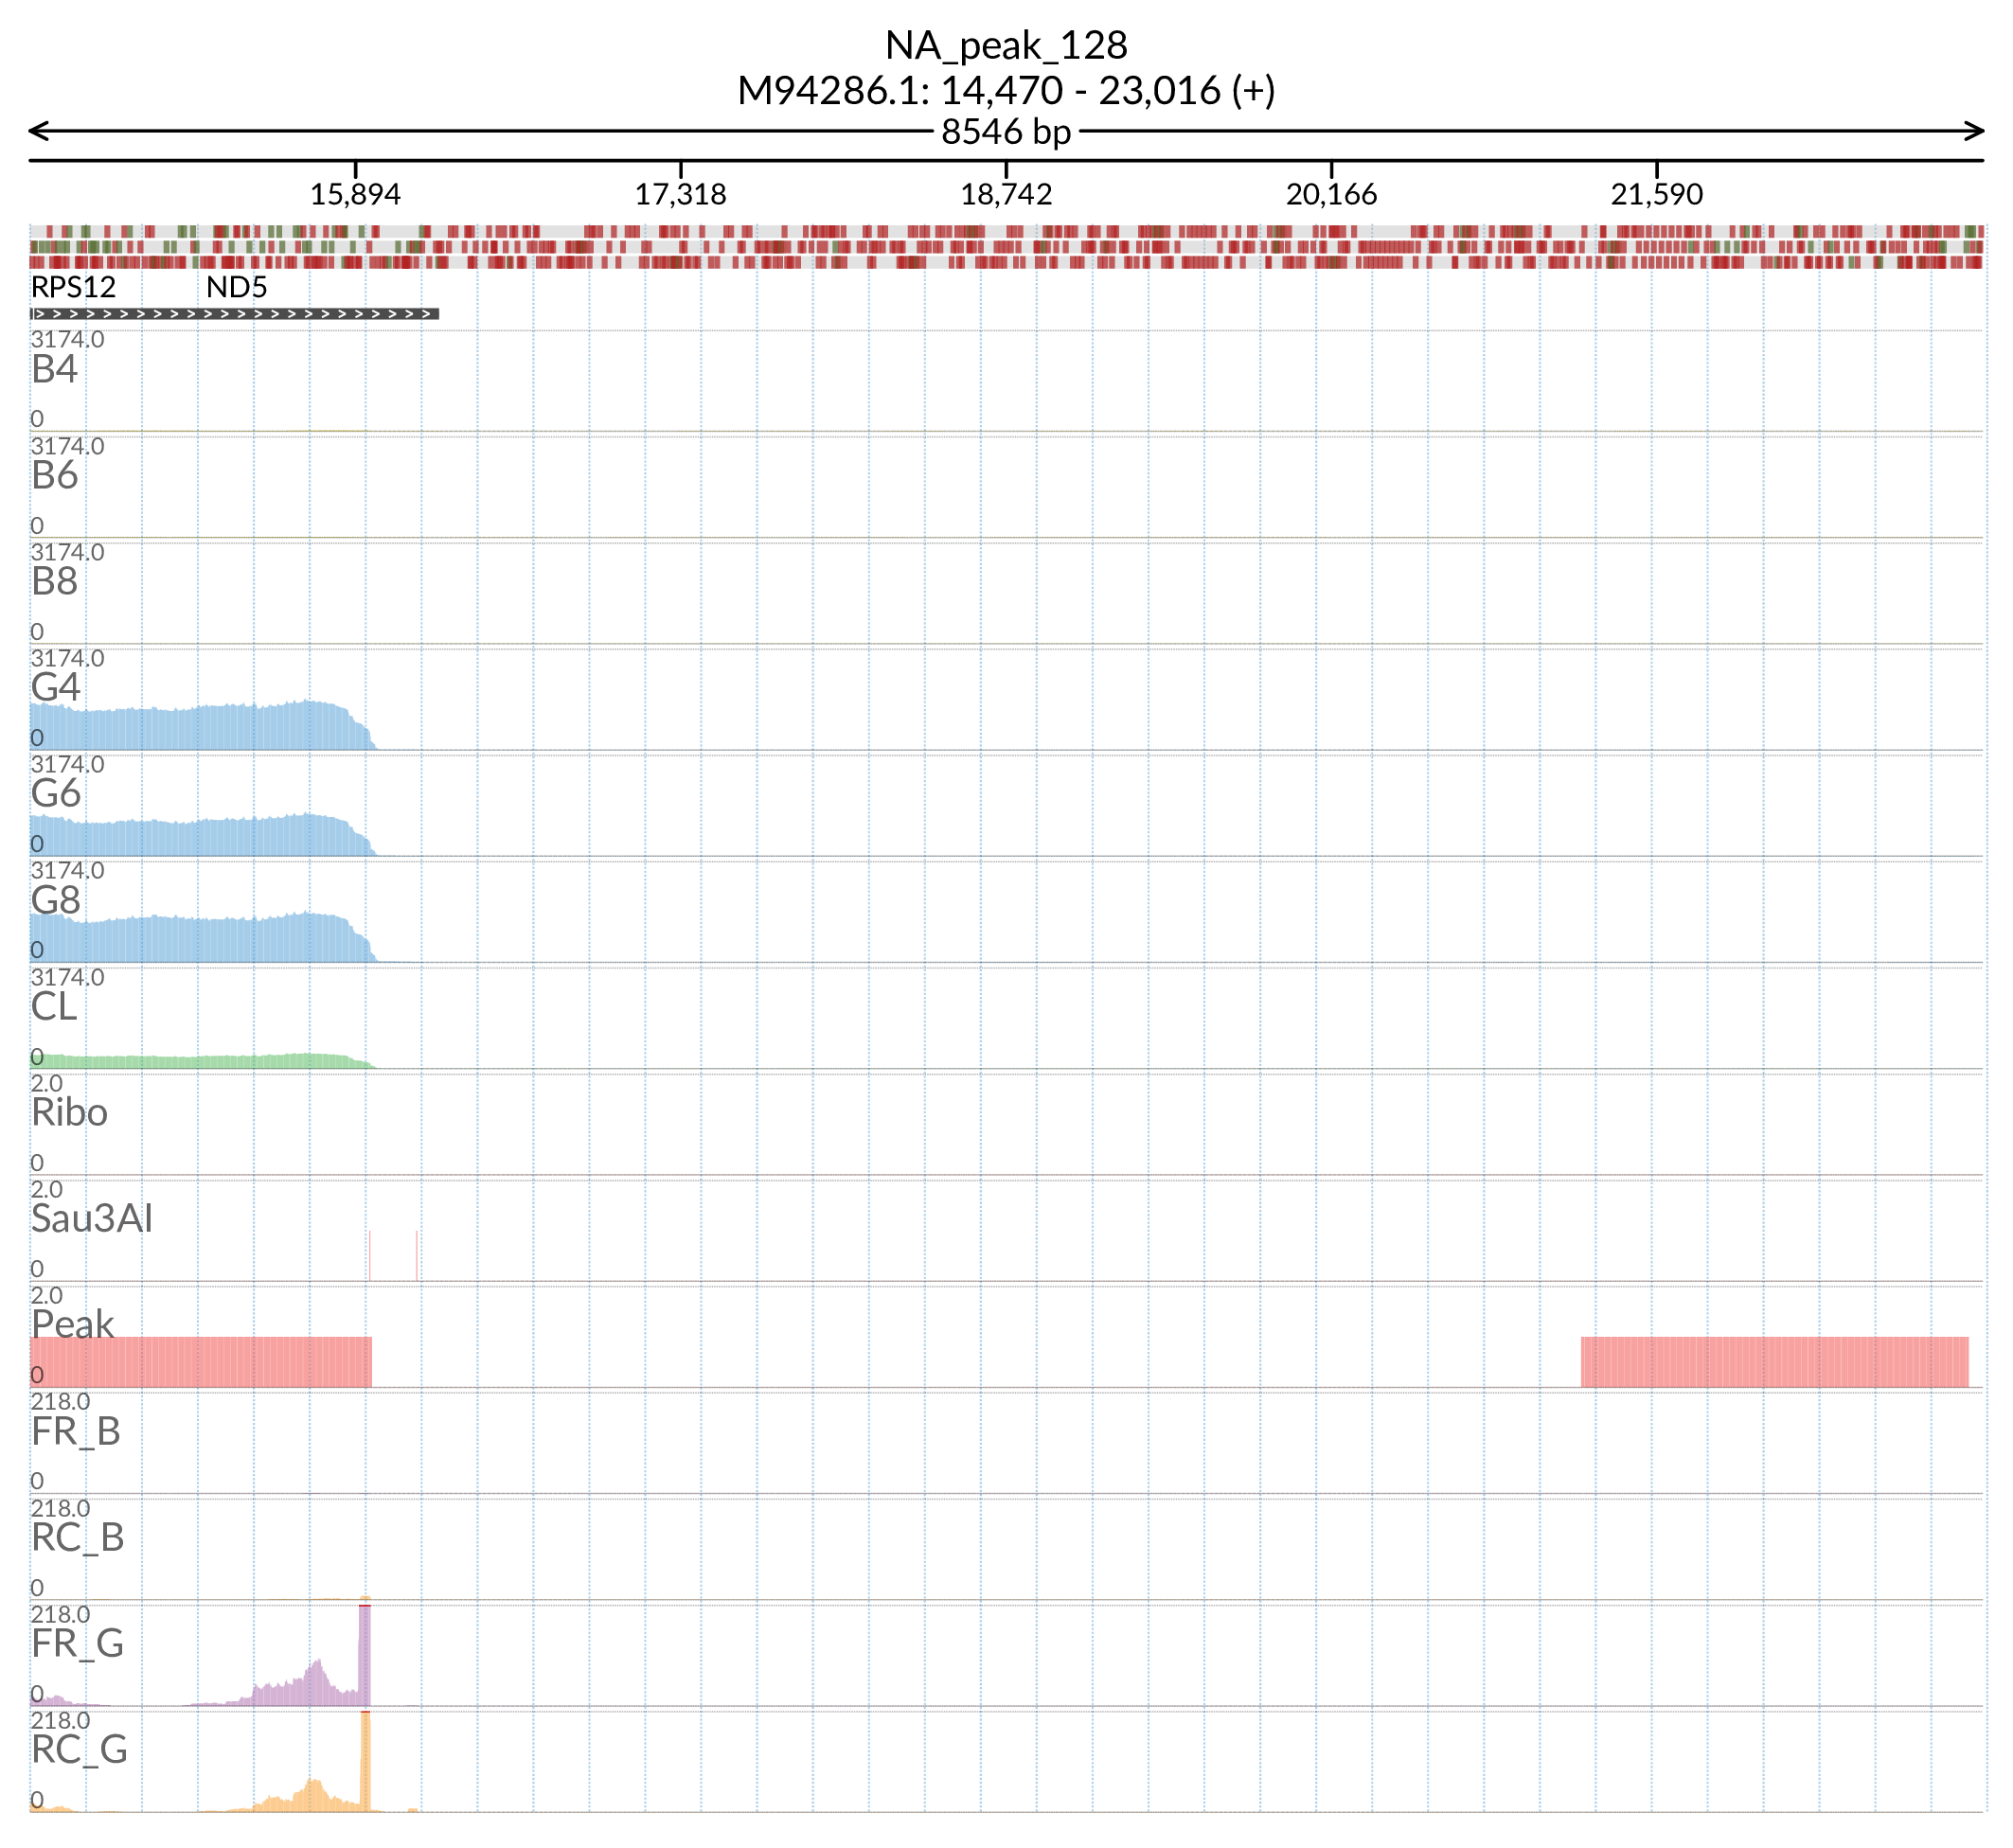 NA_peak_128
M94286.1: 14,470 - 23,016 (+)
8546 bp
15,894 17,318 18,742 20,166 21,590
RPS12 ND5
3174.0
B4
0
3174.0
B6
0
3174.0
B8
0
3174.0
G4
0
3174.0
G6
0
3174.0
G8
0
3174.0
CL
0
2.0
Ribo
0
2.0
Sau3AI
0
2.0
Peak
0
218.0
FR_B
0
218.0
RC_B
0
218.0
FR_G
0
218.0
RC_G
0